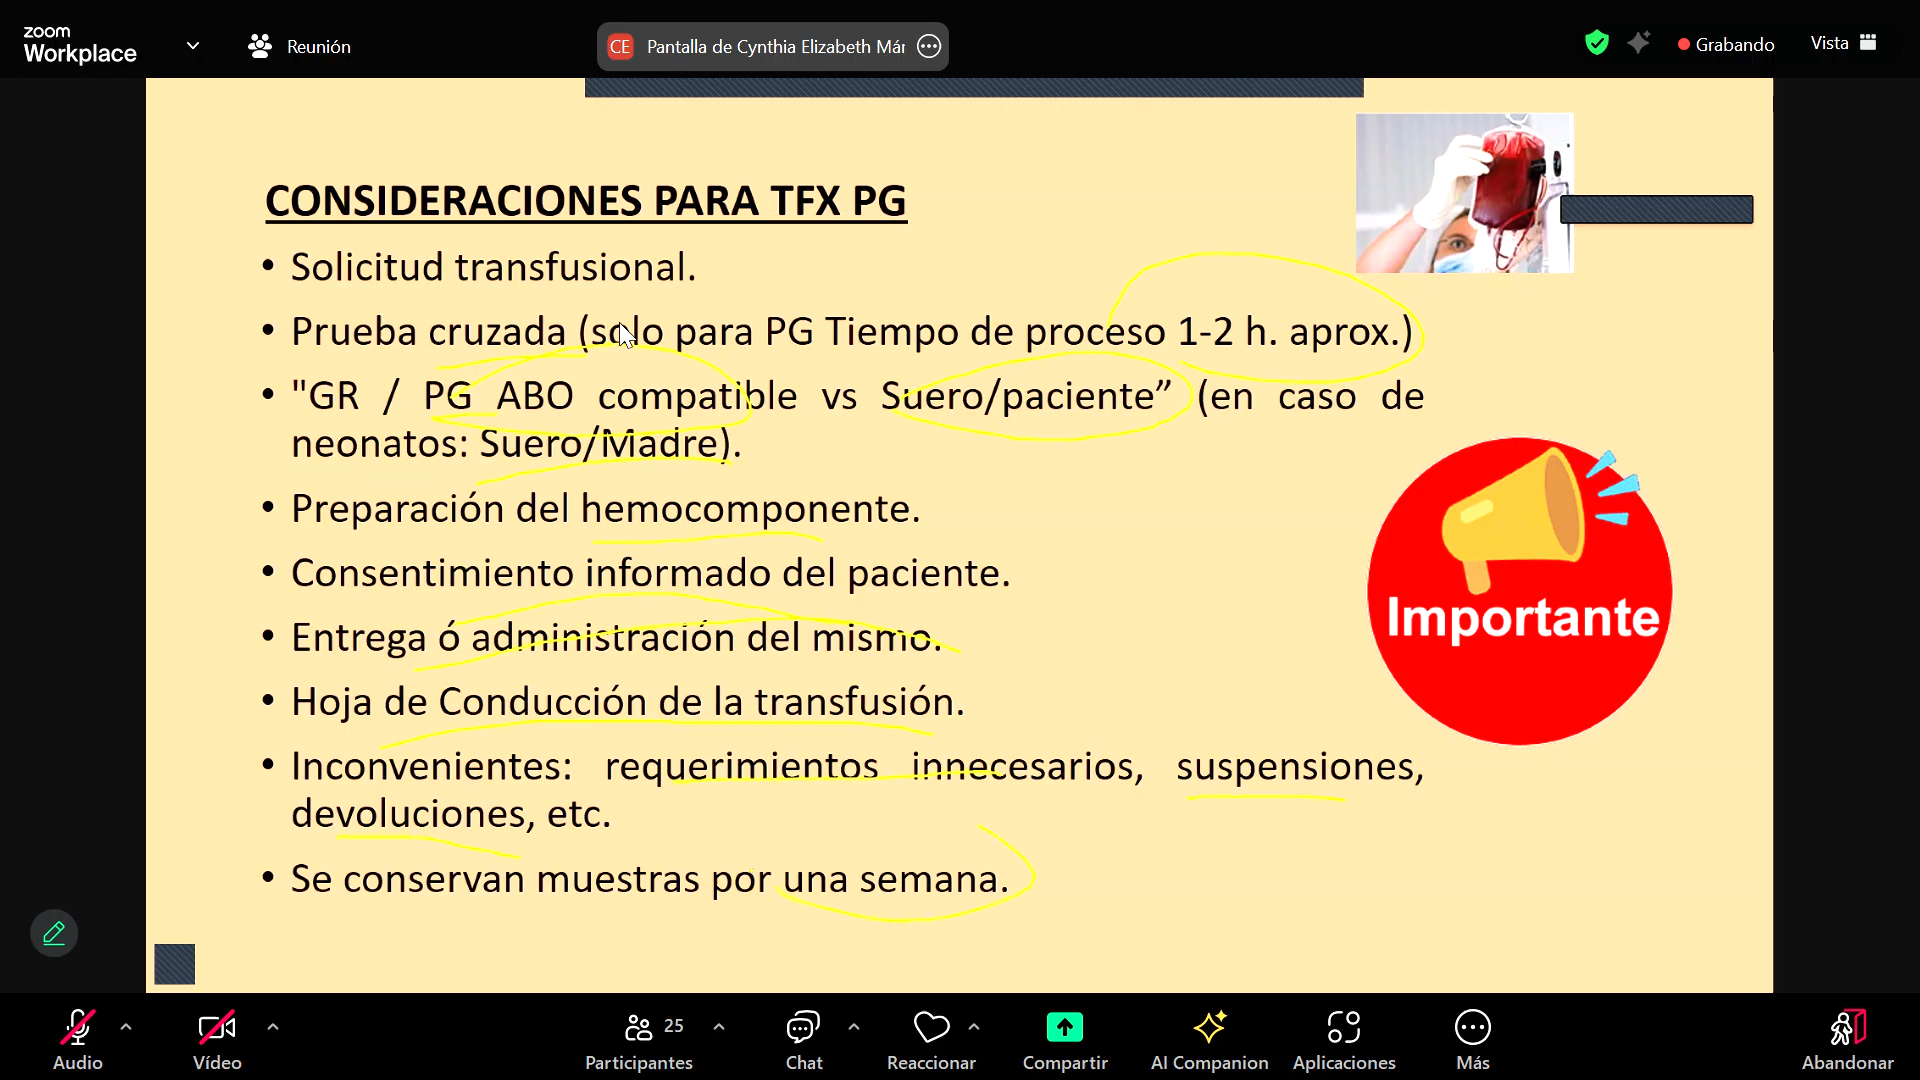 zoom
Workplace
Reunión
CE Pantalla de Cynthia Elizabeth Már
Grabando
Vista
CONSIDERACIONES PARA TFX PG
• Solicitud transfusional.
• Prueba cruzada (solo para PG Tiempo de proceso 1-2 h. aprox.)
• "GR / PG ABO compatible vs Suero/paciente” (en caso de
neonatos: Suero/Madre).
• Preparación del hemocomponente.
• Consentimiento informado del paciente.
• Entrega ó administración del mismo.
• Hoja de Conducción de la transfusión.
• Inconvenientes: requerimientos innecesarios, suspensiones,
devoluciones, etc.
• Se conservan muestras por una semana.
Importante
Audio
Vídeo
25
Participantes
Chat
Reaccionar
Compartir
AI Companion
Aplicaciones
Más
Abandonar